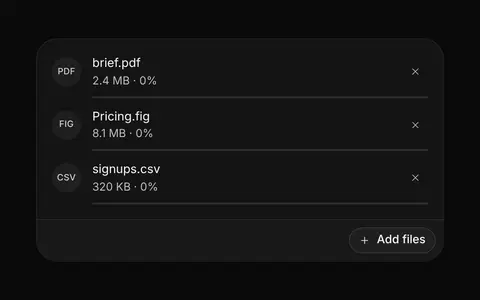 PDF
brief.pdf
2.4 MB · 0%
×
FIG
Pricing.fig
8.1 MB · 0%
×
CSV
signups.csv
320 KB · 0%
×
+ Add files